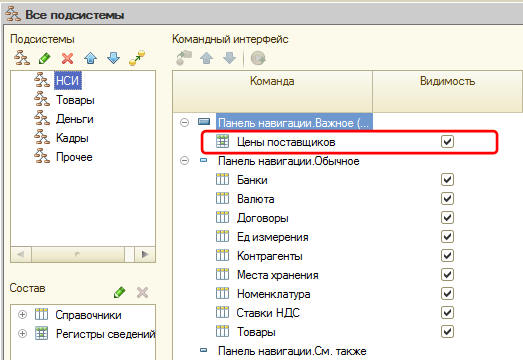 Все подсистемы
Подсистемы
НСИ
Товары
Деньги
Кадры
Прочее
Состав
Справочники
Регистры сведений
Командный интерфейс
Команда Видимость
Панель навигации.Важное (...
Цены поставщиков
Панель навигации.Обычное
Банки
Валюта
Договоры
Ед измерения
Контрагенты
Места хранения
Номенклатура
Ставки НДС
Товары
Панель навигации.См. также